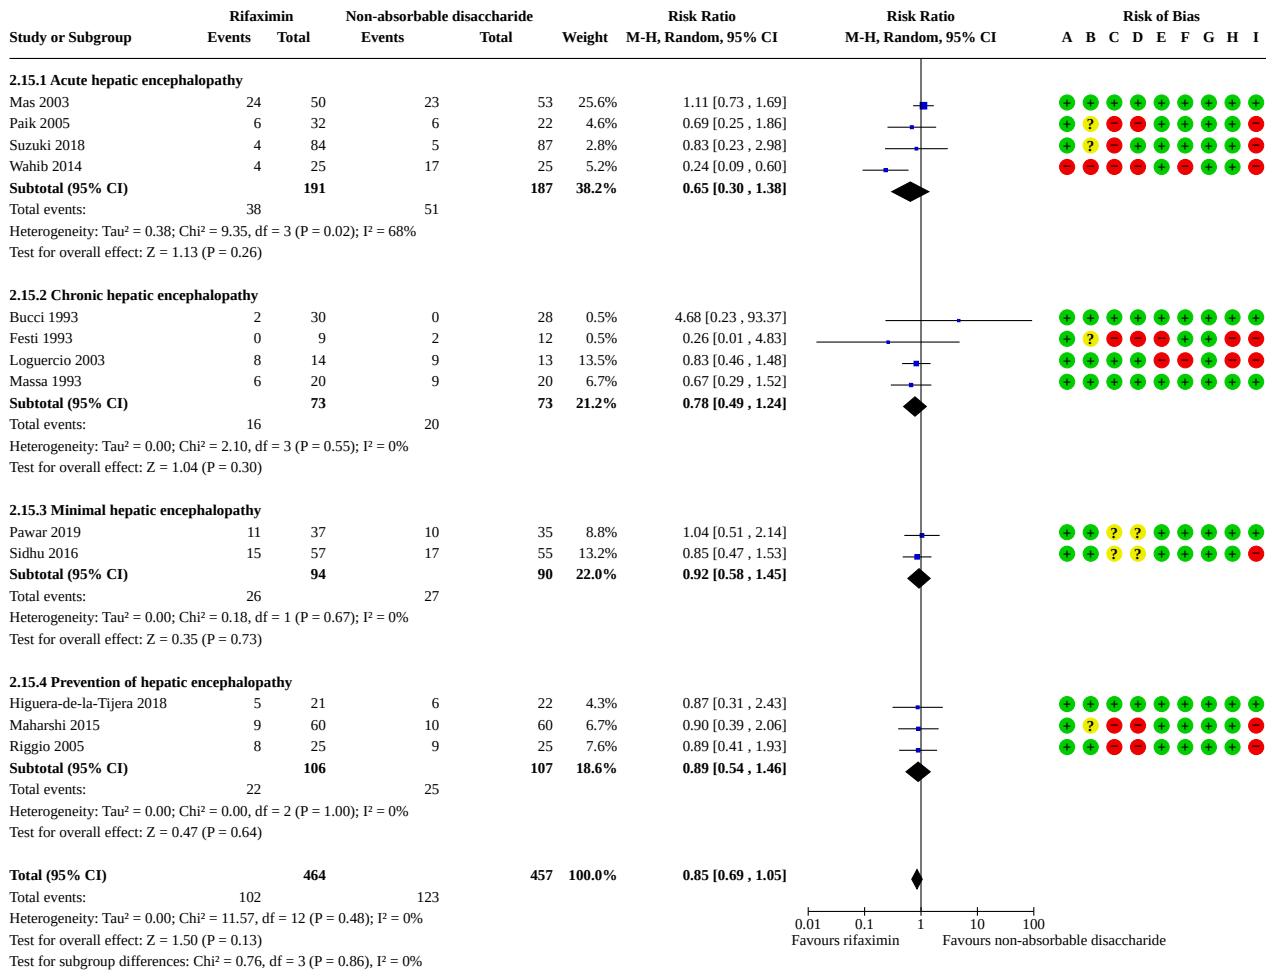 Rifaximin Non-absorbable disaccharide Risk Ratio Risk Ratio Risk of Bias
Study or Subgroup Events Total Events Total Weight M-H, Random, 95% CI M-H, Random, 95% CI A B C D E F G H I
2.15.1 Acute hepatic encephalopathy
Mas 2003 24 50 23 53 25.6% 1.11 [0.73 , 1.69] + + + + + + + + +
Paik 2005 6 32 6 22 4.6% 0.69 [0.25 , 1.86] + ? − − + + + + −
Suzuki 2018 4 84 5 87 2.8% 0.83 [0.23 , 2.98] + ? − + + + + + −
Wahib 2014 4 25 17 25 5.2% 0.24 [0.09 , 0.60] − − − − + − + + −
Subtotal (95% CI) 191 187 38.2% 0.65 [0.30 , 1.38]
Total events: 38 51
Heterogeneity: Tau² = 0.38; Chi² = 9.35, df = 3 (P = 0.02); I² = 68%
Test for overall effect: Z = 1.13 (P = 0.26)
2.15.2 Chronic hepatic encephalopathy
Bucci 1993 2 30 0 28 0.5% 4.68 [0.23 , 93.37] + + + + + + + + +
Festi 1993 0 9 2 12 0.5% 0.26 [0.01 , 4.83] + ? − − − + + − −
Loguercio 2003 8 14 9 13 13.5% 0.83 [0.46 , 1.48] + + + + − − + − −
Massa 1993 6 20 9 20 6.7% 0.67 [0.29 , 1.52] + + + + + + + + +
Subtotal (95% CI) 73 73 21.2% 0.78 [0.49 , 1.24]
Total events: 16 20
Heterogeneity: Tau² = 0.00; Chi² = 2.10, df = 3 (P = 0.55); I² = 0%
Test for overall effect: Z = 1.04 (P = 0.30)
2.15.3 Minimal hepatic encephalopathy
Pawar 2019 11 37 10 35 8.8% 1.04 [0.51 , 2.14] + + ? ? + + + + +
Sidhu 2016 15 57 17 55 13.2% 0.85 [0.47 , 1.53] + + ? ? + + + + −
Subtotal (95% CI) 94 90 22.0% 0.92 [0.58 , 1.45]
Total events: 26 27
Heterogeneity: Tau² = 0.00; Chi² = 0.18, df = 1 (P = 0.67); I² = 0%
Test for overall effect: Z = 0.35 (P = 0.73)
2.15.4 Prevention of hepatic encephalopathy
Higuera-de-la-Tijera 2018 5 21 6 22 4.3% 0.87 [0.31 , 2.43] + + + + + + + + +
Maharshi 2015 9 60 10 60 6.7% 0.90 [0.39 , 2.06] + ? − − + + + + −
Riggio 2005 8 25 9 25 7.6% 0.89 [0.41 , 1.93] + + − − + + + + −
Subtotal (95% CI) 106 107 18.6% 0.89 [0.54 , 1.46]
Total events: 22 25
Heterogeneity: Tau² = 0.00; Chi² = 0.00, df = 2 (P = 1.00); I² = 0%
Test for overall effect: Z = 0.47 (P = 0.64)
Total (95% CI) 464 457 100.0% 0.85 [0.69 , 1.05]
Total events: 102 123
Heterogeneity: Tau² = 0.00; Chi² = 11.57, df = 12 (P = 0.48); I² = 0%
0.01 0.1 1 10 100
Test for overall effect: Z = 1.50 (P = 0.13) Favours rifaximin Favours non-absorbable disaccharide
Test for subgroup differences: Chi² = 0.76, df = 3 (P = 0.86), I² = 0%